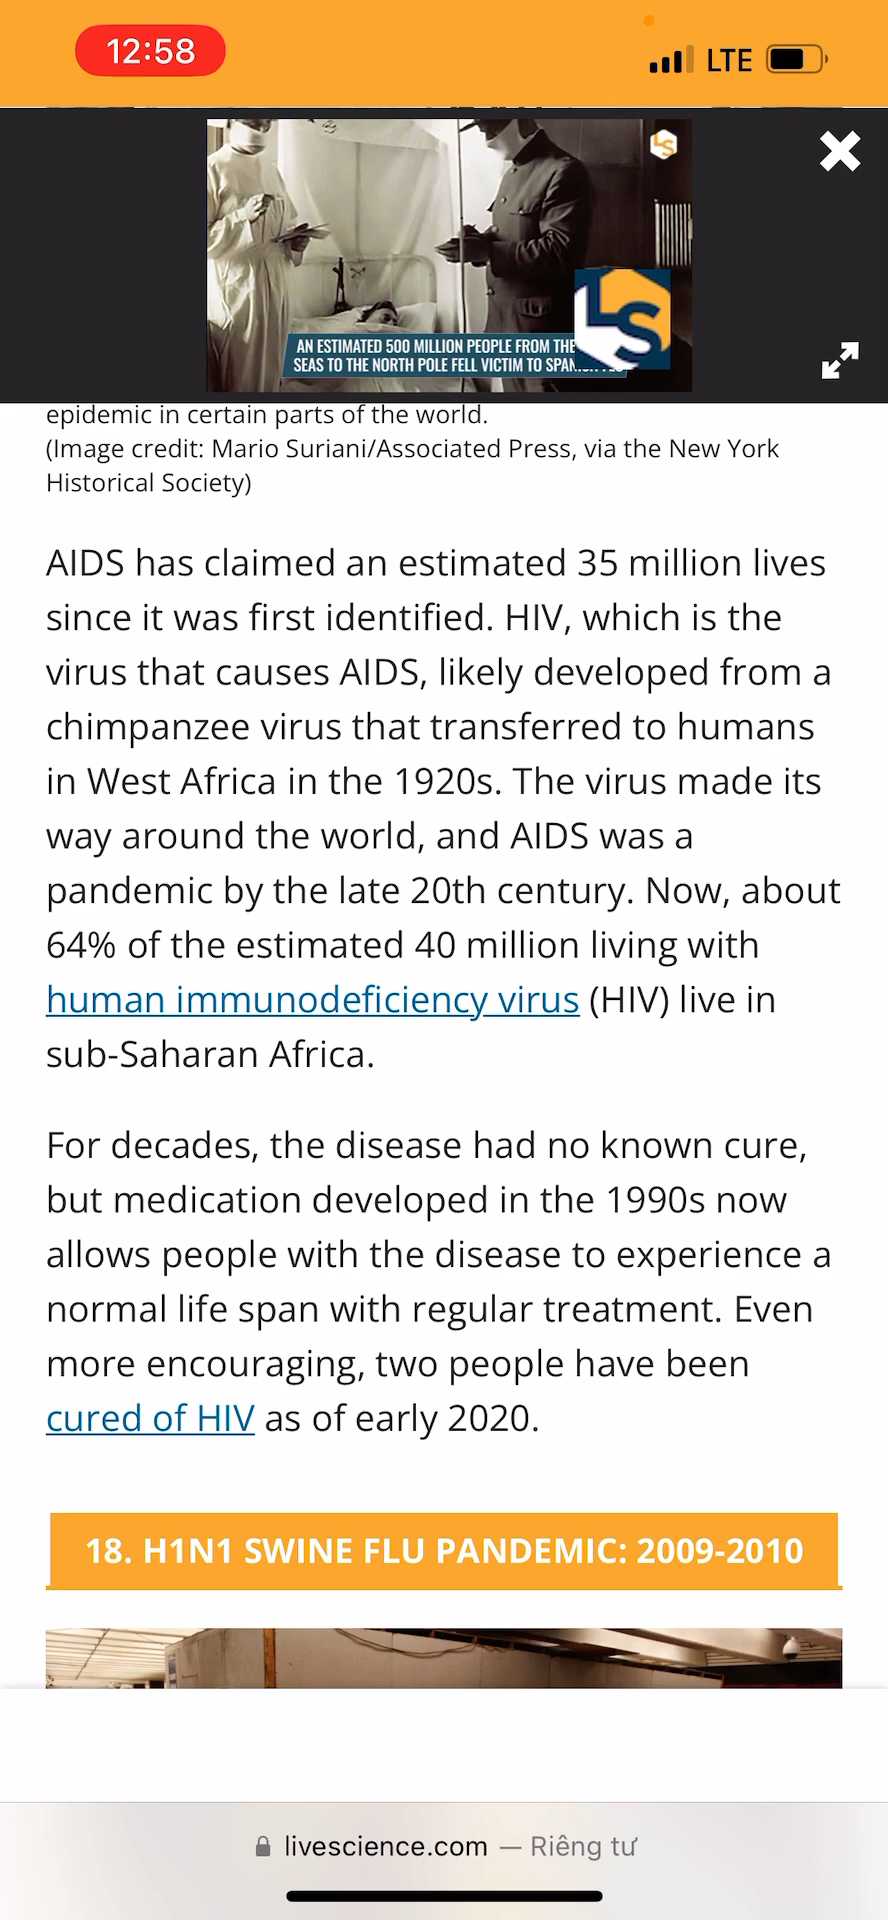 12:58
LTE
LS
AN ESTIMATED 500 MILLION PEOPLE FROM THE
SEAS TO THE NORTH POLE FELL VICTIM TO
LS
epidemic in certain parts of the world.
(Image credit: Mario Suriani/Associated Press, via the New York
Historical Society)
AIDS has claimed an estimated 35 million lives
since it was first identified. HIV, which is the
virus that causes AIDS, likely developed from a
chimpanzee virus that transferred to humans
in West Africa in the 1920s. The virus made its
way around the world, and AIDS was a
pandemic by the late 20th century. Now, about
64% of the estimated 40 million living with
human immunodeficiency virus (HIV) live in
sub-Saharan Africa.
For decades, the disease had no known cure,
but medication developed in the 1990s now
allows people with the disease to experience a
normal life span with regular treatment. Even
more encouraging, two people have been
cured of HIV as of early 2020.
18. H1N1 SWINE FLU PANDEMIC: 2009-2010
livescience.com — Riêng tư